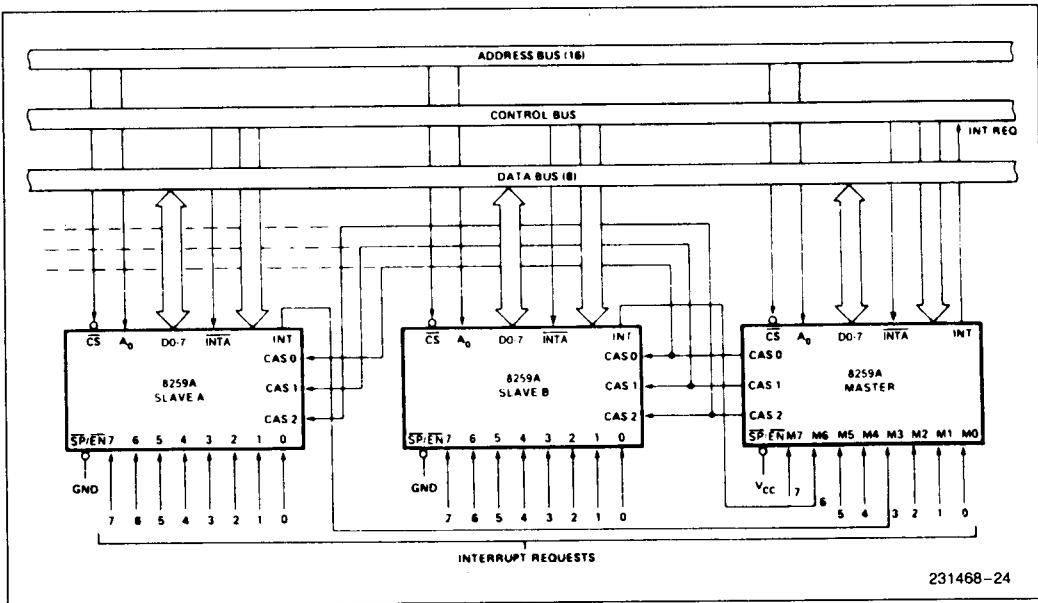 ADDRESS BUS (16)
CONTROL BUS
INT REQ
DATA BUS (8)
CS A0 D0-7 INTA INT
CAS 0
8259A
SLAVE A
CAS 1
CAS 2
SP/EN 7 6 5 4 3 2 1 0
GND
7 6 5 4 3 2 1 0
CS A0 D0-7 INTA INT
CAS 0
8259A
SLAVE B
CAS 1
CAS 2
SP/EN 7 6 5 4 3 2 1 0
GND
7 6 5 4 3 2 1 0
CS A0 D0-7 INTA INT
CAS 0
8259A
MASTER
CAS 1
CAS 2
SP/EN M7 M6 M5 M4 M3 M2 M1 M0
VCC
7 6 5 4 3 2 1 0
INTERRUPT REQUESTS
231468-24